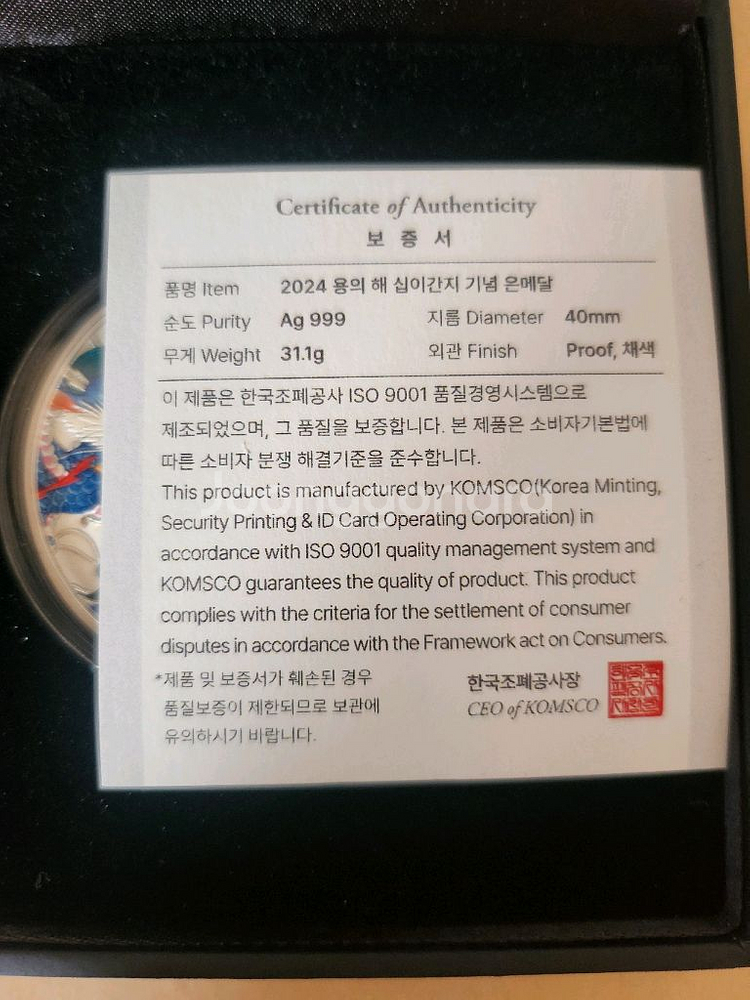 Certificate of Authenticity
보 증 서
품명 Item 2024 용의 해 십이간지 기념 은메달
순도 Purity Ag 999 지름 Diameter 40mm
무게 Weight 31.1g 외관 Finish Proof, 채색
이 제품은 한국조폐공사 ISO 9001 품질경영시스템으로
제조되었으며, 그 품질을 보증합니다. 본 제품은 소비자기본법에
따른 소비자 분쟁 해결기준을 준수합니다.
This product is manufactured by KOMSCO(Korea Minting,
Security Printing & ID Card Operating Corporation) in
accordance with ISO 9001 quality management system and
KOMSCO guarantees the quality of product. This product
complies with the criteria for the settlement of consumer
disputes in accordance with the Framework act on Consumers.
*제품 및 보증서가 훼손된 경우
품질보증이 제한되므로 보관에
유의하시기 바랍니다.
한국조폐공사장
CEO of KOMSCO